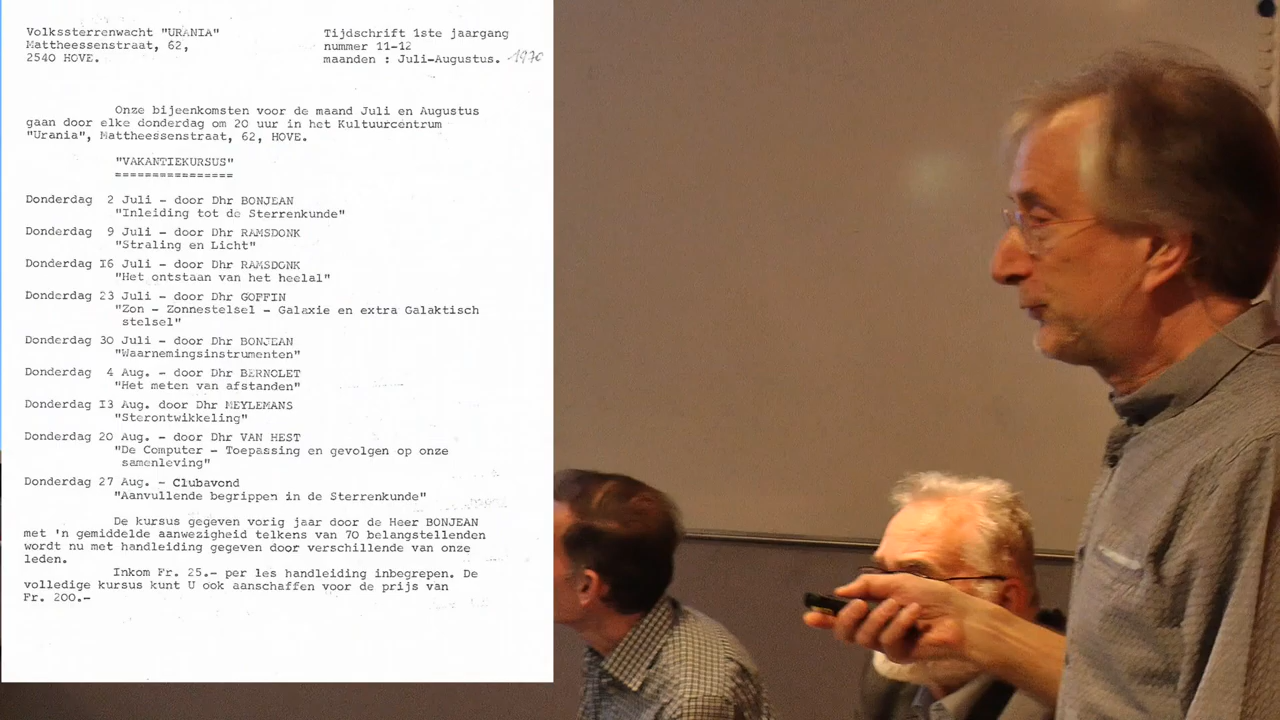 Volkssterrenwacht "URANIA"
Mattheessenstraat, 62,
2540 HOVE.
Tijdschrift 1ste jaargang
nummer 11-12
maanden : Juli-Augustus. 1970
Onze bijeenkomsten voor de maand Juli en Augustus
gaan door elke donderdag om 20 uur in het Kultuurcentrum
"Urania", Mattheessenstraat, 62, HOVE.
"VAKANTIEKURSUS"
================
Donderdag 2 Juli - door Dhr BONJEAN
"Inleiding tot de Sterrenkunde"
Donderdag 9 Juli - door Dhr RAMSDONK
"Straling en Licht"
Donderdag I6 Juli - door Dhr RAMSDONK
"Het ontstaan van het heelal"
Donderdag 23 Juli - door Dhr GOFFIN
"Zon - Zonnestelsel - Galaxie en extra Galaktisch
stelsel"
Donderdag 30 Juli - door Dhr BONJEAN
"Waarnemingsinstrumenten"
Donderdag 4 Aug. - door Dhr BERNOLET
"Het meten van afstanden"
Donderdag I3 Aug. door Dhr MEYLEMANS
"Sterontwikkeling"
Donderdag 20 Aug. - door Dhr VAN HEST
"De Computer - Toepassing en gevolgen op onze
samenleving"
Donderdag 27 Aug. - Clubavond
"Aanvullende begrippen in de Sterrenkunde"
De kursus gegeven vorig jaar door de Heer BONJEAN
met 'n gemiddelde aanwezigheid telkens van 70 belangstellenden
wordt nu met handleiding gegeven door verschillende van onze
leden.
Inkom Fr. 25.- per les handleiding inbegrepen. De
volledige kursus kunt U ook aanschaffen voor de prijs van
Fr. 200.-